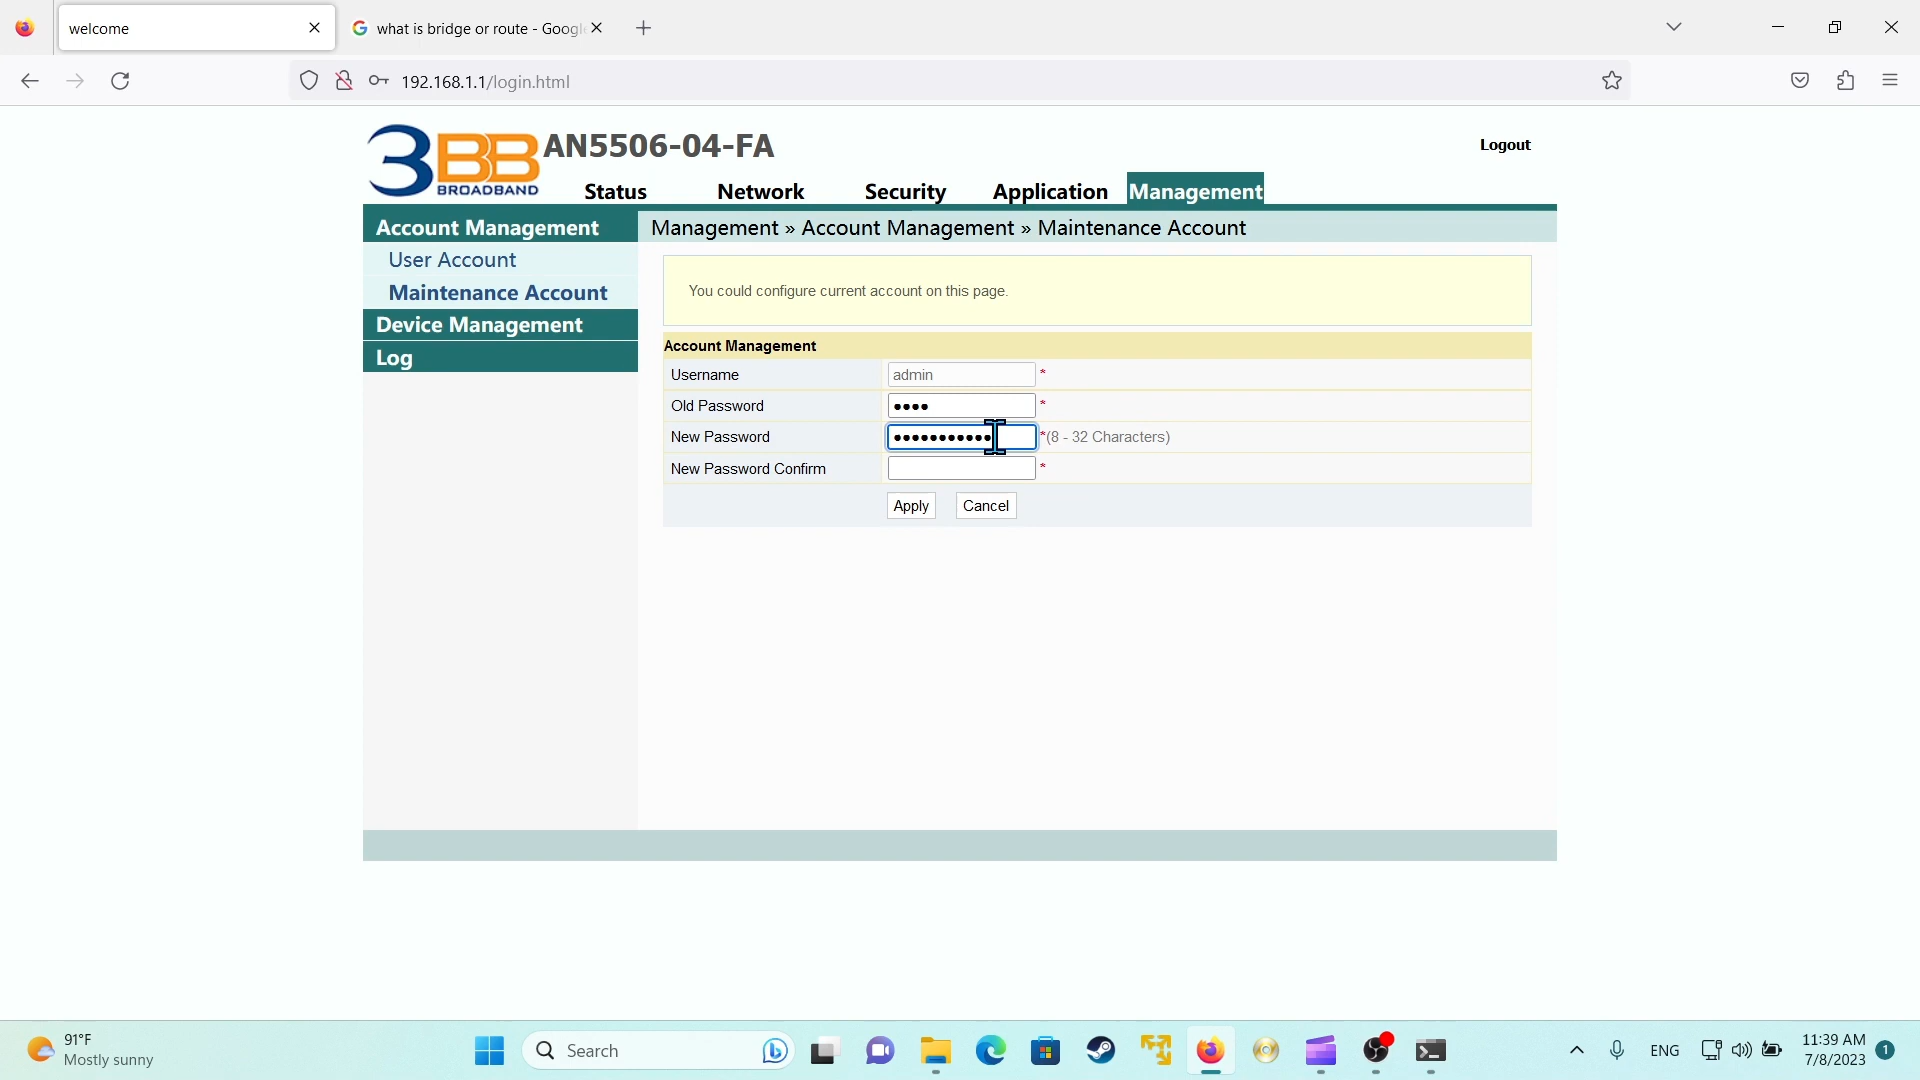 welcome
what is bridge or route - Googl
192.168.1.1/login.html
3BB BROADBAND
AN5506-04-FA
Logout
Status
Network
Security
Application
Management
Account Management
User Account
Maintenance Account
Device Management
Log
Management » Account Management » Maintenance Account
You could configure current account on this page.
Account Management
Username
admin
*
Old Password
●●●●
*
New Password
●●●●●●●●●●●
*(8 - 32 Characters)
New Password Confirm
*
Apply
Cancel
91°F
Mostly sunny
Search
ENG
11:39 AM
7/8/2023
1